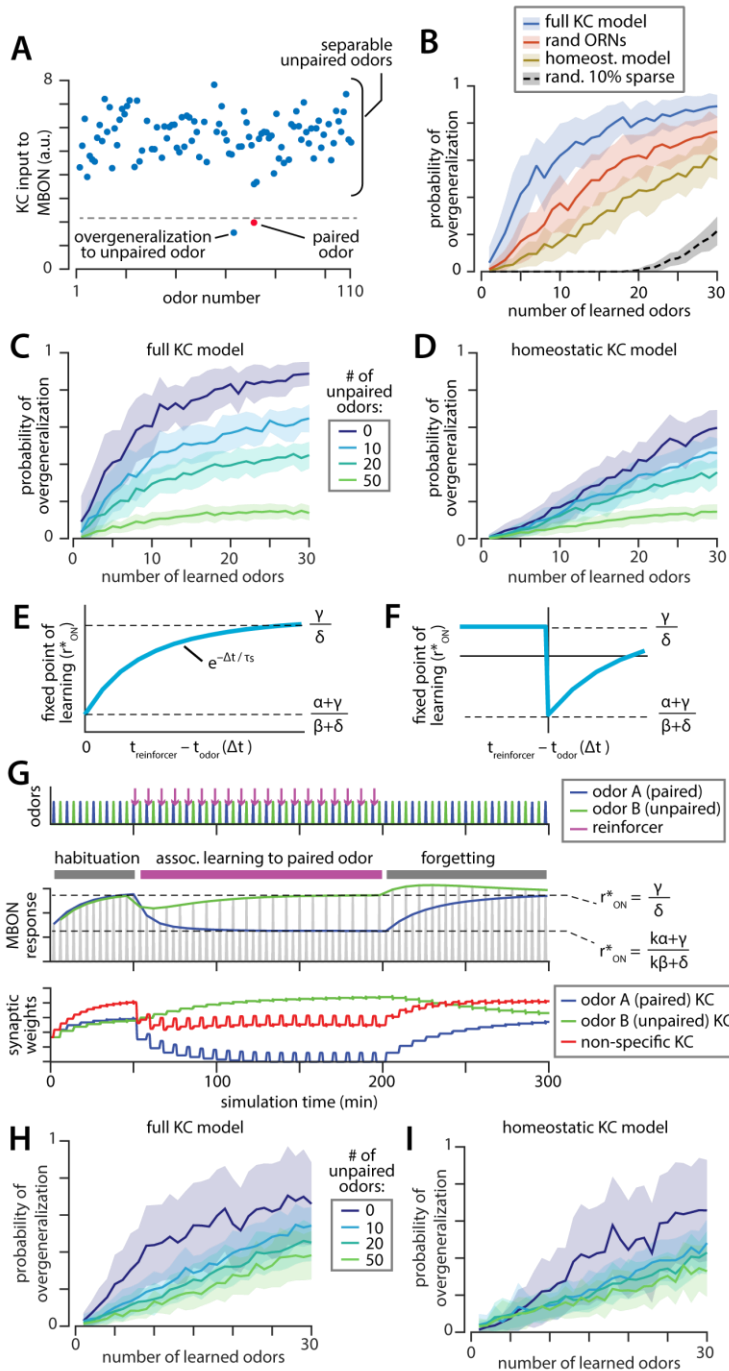 A
8
KC input to
MBON (a.u.)
0
separable
unpaired odors
overgeneralization
to unpaired odor
paired
odor
1
odor number
110
B
full KC model
rand ORNs
homeost. model
rand. 10% sparse
1
probability of
overgeneralization
0
0
10
20
30
number of learned odors
C
full KC model
1
probability of
overgeneralization
0
0
10
20
30
number of learned odors
# of
unpaired
odors:
0
10
20
50
D
homeostatic KC model
1
probability of
overgeneralization
0
0
10
20
30
number of learned odors
E
fixed point of
learning (r*ON)
γ
δ
e−Δt / τs
α+γ
β+δ
0
treinforcer − todor (Δt)
F
fixed point of
learning (r*ON)
γ
δ
α+γ
β+δ
treinforcer − todor (Δt)
G
odors
odor A (paired)
odor B (unpaired)
reinforcer
habituation
assoc. learning to paired odor
forgetting
MBON
response
r*ON = γ
δ
r*ON = kα+γ
kβ+δ
synaptic
weights
odor A (paired) KC
odor B (unpaired) KC
non-specific KC
0
100
200
300
simulation time (min)
H
full KC model
1
probability of
overgeneralization
0
0
30
number of learned odors
# of
unpaired
odors:
0
10
20
50
I
homeostatic KC model
1
probability of
overgeneralization
0
0
30
number of learned odors